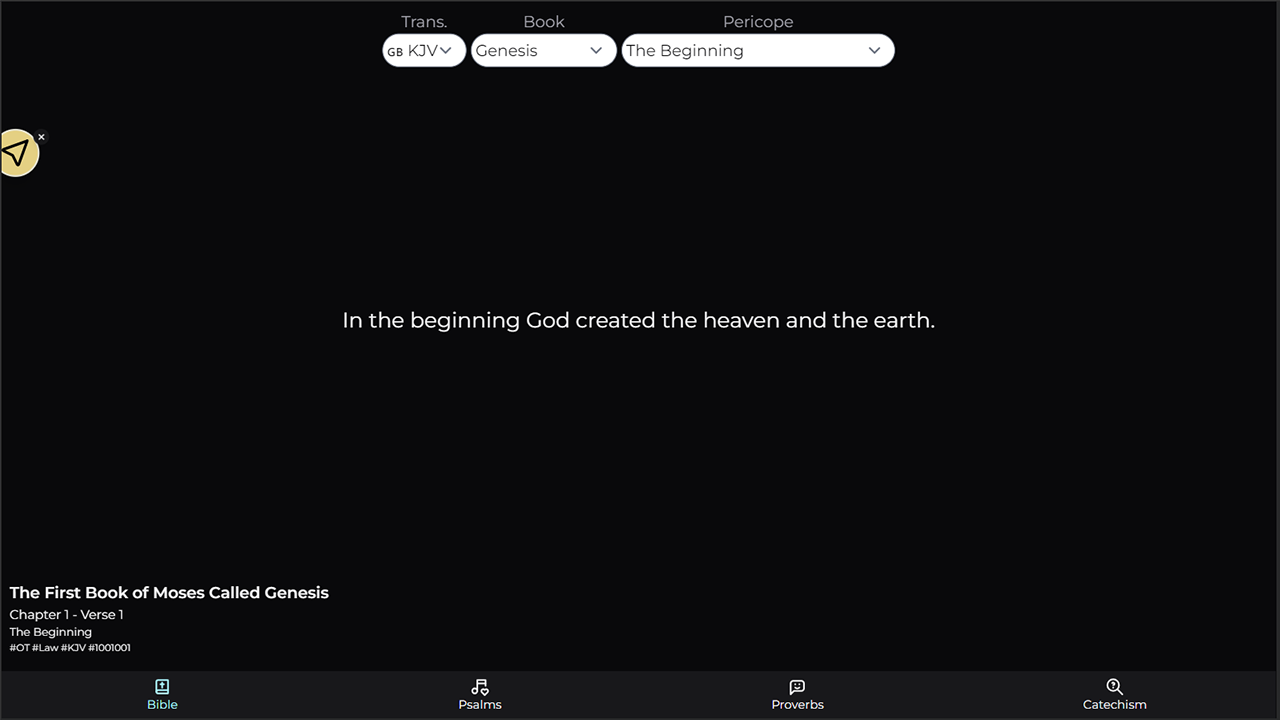 Trans. Book Pericope
GB KJV Genesis The Beginning
In the beginning God created the heaven and the earth.
The First Book of Moses Called Genesis
Chapter 1 - Verse 1
The Beginning
#OT #Law #KJV #1001001
Bible Psalms Proverbs Catechism